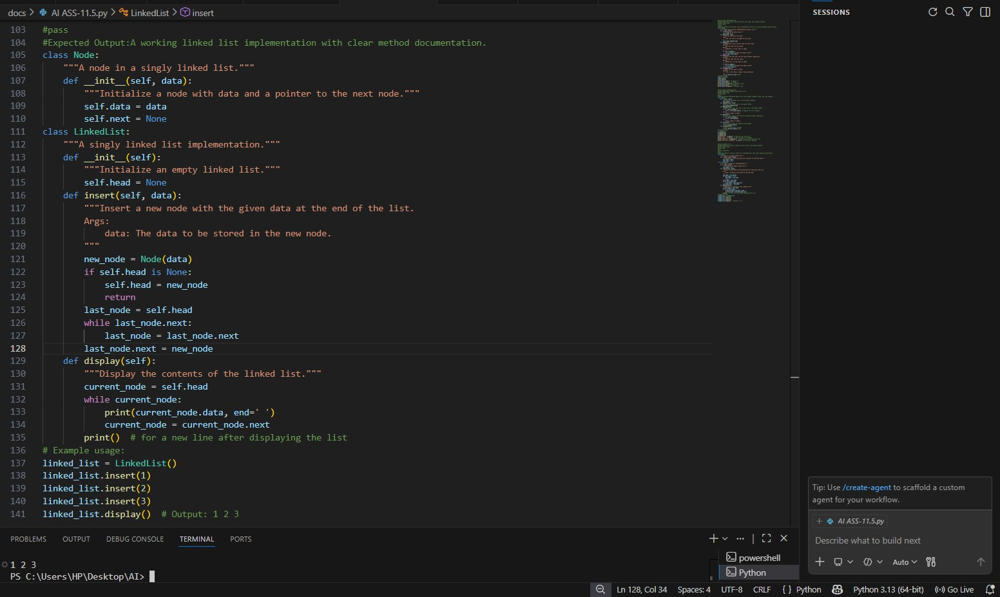 docs > AI ASS-11.5.py > LinkedList > insert
103 #pass
104 #Expected Output:A working linked list implementation with clear method documentation.
105 class Node:
106     """A node in a singly linked list."""
107     def __init__(self, data):
108         """Initialize a node with data and a pointer to the next node."""
109         self.data = data
110         self.next = None
111 class LinkedList:
112     """A singly linked list implementation."""
113     def __init__(self):
114         """Initialize an empty linked list."""
115         self.head = None
116     def insert(self, data):
117         """Insert a new node with the given data at the end of the list.
118         Args:
119             data: The data to be stored in the new node.
120         """
121         new_node = Node(data)
122         if self.head is None:
123             self.head = new_node
124             return
125         last_node = self.head
126         while last_node.next:
127             last_node = last_node.next
128         last_node.next = new_node
129     def display(self):
130         """Display the contents of the linked list."""
131         current_node = self.head
132         while current_node:
133             print(current_node.data, end=' ')
134             current_node = current_node.next
135         print()  # for a new line after displaying the list
136 # Example usage:
137 linked_list = LinkedList()
138 linked_list.insert(1)
139 linked_list.insert(2)
140 linked_list.insert(3)
141 linked_list.display()  # Output: 1 2 3
PROBLEMS OUTPUT DEBUG CONSOLE TERMINAL PORTS
1 2 3
PS C:\Users\HP\Desktop\AI>
powershell
Python
SESSIONS
Tip: Use /create-agent to scaffold a custom
agent for your workflow.
AI ASS-11.5.py
Describe what to build next
Auto
Ln 128, Col 34 Spaces: 4 UTF-8 CRLF { } Python Python 3.13 (64-bit) Go Live